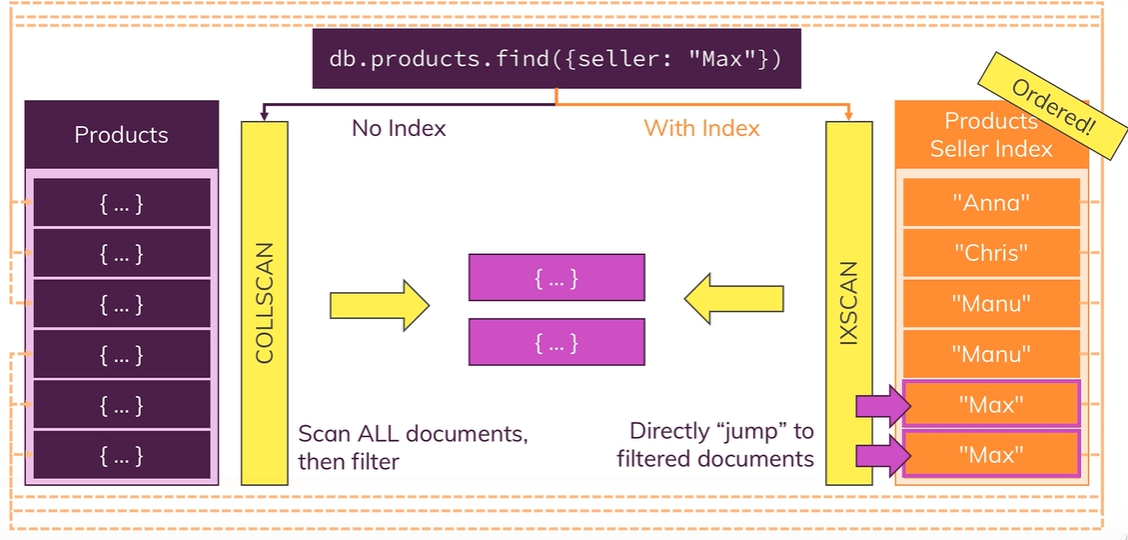 db.products.find({seller: "Max"})
Ordered!
Products
No Index
With Index
Products
Seller Index
{ ... }
{ ... }
{ ... }
{ ... }
{ ... }
{ ... }
COLLSCAN
{ ... }
{ ... }
IXSCAN
"Anna"
"Chris"
"Manu"
"Manu"
"Max"
"Max"
Scan ALL documents,
then filter
Directly “jump” to
filtered documents